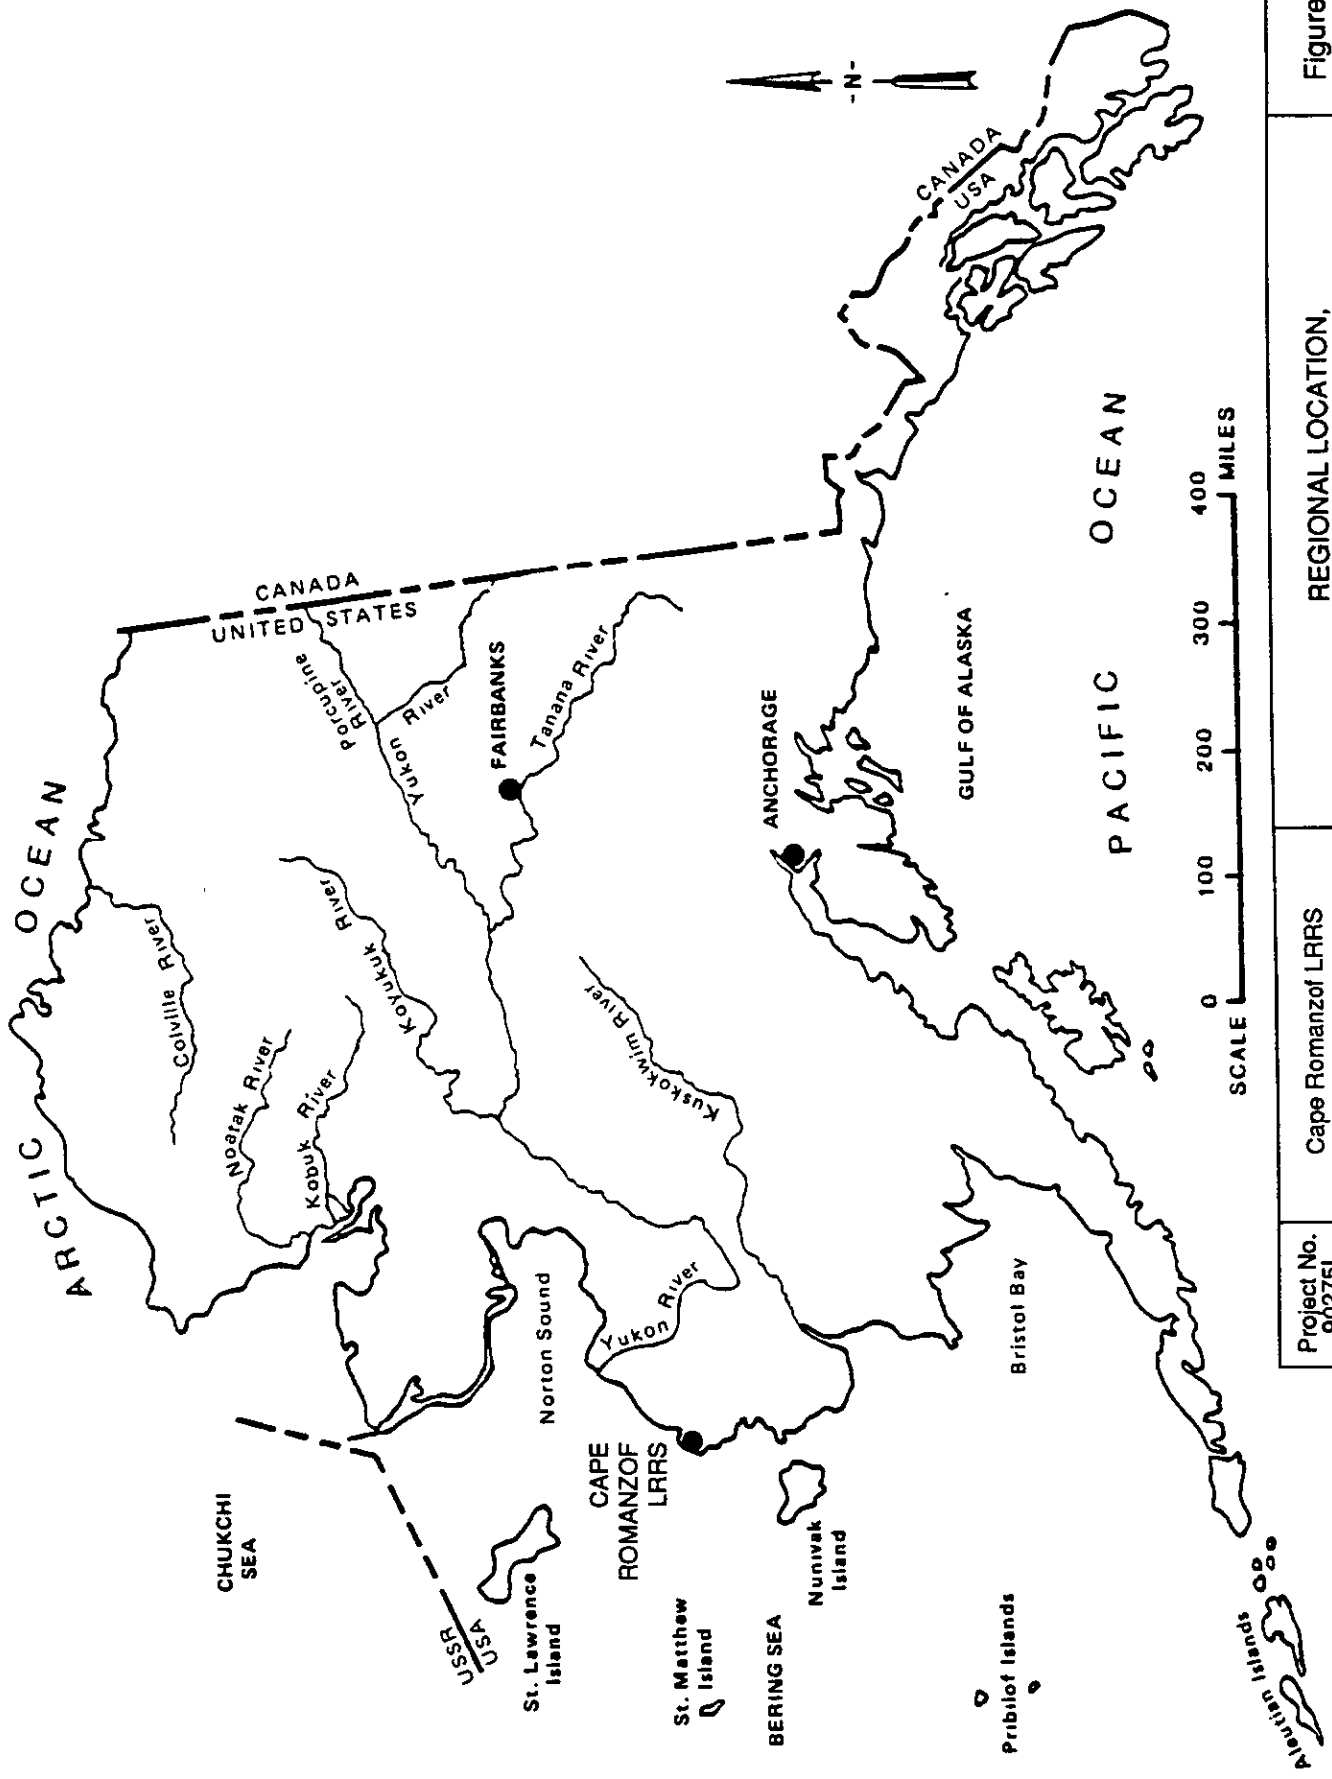 ARCTIC OCEAN
CHUKCHI
SEA
USSR
USA
CANADA
UNITED STATES
Colville River
Noatak River
Kobuk River
Koyukuk River
Porcupine
River
Yukon River
FAIRBANKS
Tanana River
St. Lawrence
Island
Norton Sound
CAPE
ROMANZOF
LRRS
Yukon River
Kuskokwim River
St. Matthew
Island
BERING SEA
Nunivak
Island
ANCHORAGE
-N-
CANADA
USA
Pribilof Islands
Bristol Bay
GULF OF ALASKA
PACIFIC OCEAN
Aleutian Islands
SCALE
0 100 200 300 400
MILES
Project No.
Cape Romanzof LRRS
REGIONAL LOCATION,
Figure